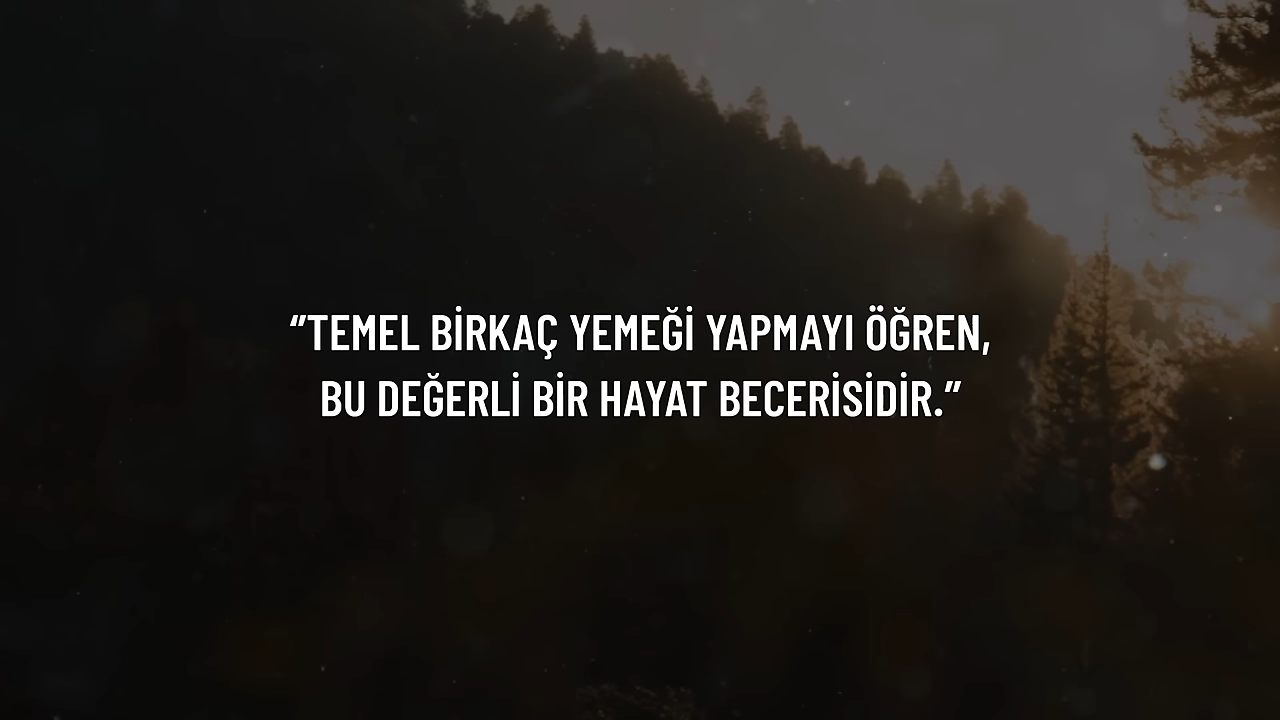 "TEMEL BİRKAÇ YEMEĞİ YAPMAYI ÖĞREN,
BU DEĞERLİ BİR HAYAT BECERİSİDİR."